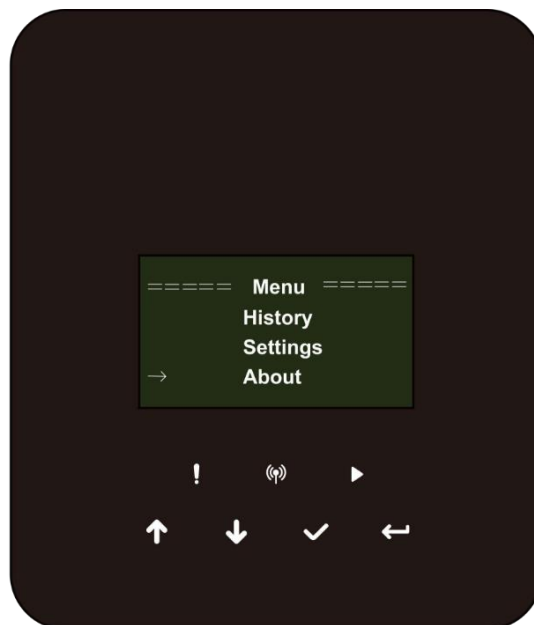 ===== Menu =====
History
Settings
→ About